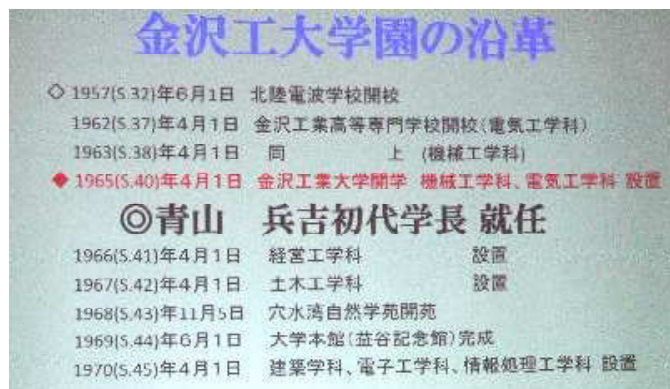 金沢工大学園の沿革
◇ 1957(S.32)年6月1日 北陸電波学校開校
1962(S.37)年4月1日 金沢工業高等専門学校開校(電気工学科)
1963(S.38)年4月1日 同 上 (機械工学科)
◆ 1965(S.40)年4月1日 金沢工業大学開学 機械工学科、電気工学科 設置
◎青山 兵吉初代学長 就任
1966(S.41)年4月1日 経営工学科 設置
1967(S.42)年4月1日 土木工学科 設置
1968(S.43)年11月5日 穴水湾自然学苑開苑
1969(S.44)年6月1日 大学本館(益谷記念館)完成
1970(S.45)年4月1日 建築学科、電子工学科、情報処理工学科 設置